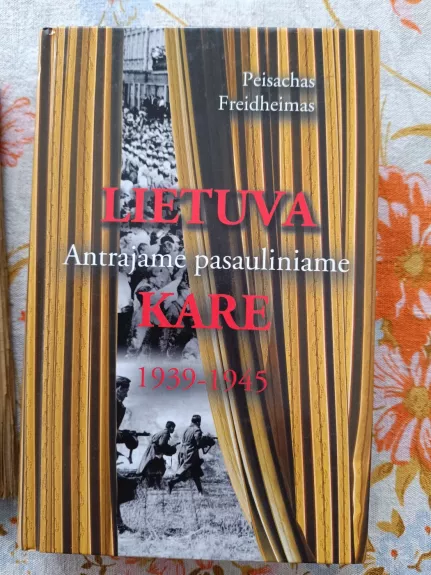 Peisachas
Freidheimas
LIETUVA
Antrajame pasauliniame
KARE
1939-1945